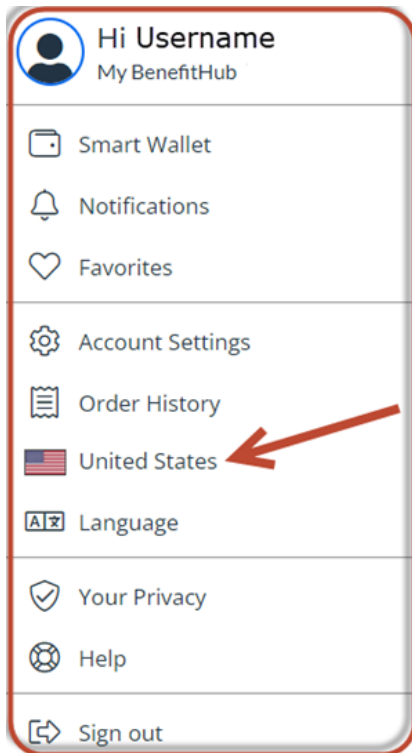 Hi Username
My BenefitHub
Smart Wallet
Notifications
Favorites
Account Settings
Order History
United States
A 文 Language
Your Privacy
Help
Sign out